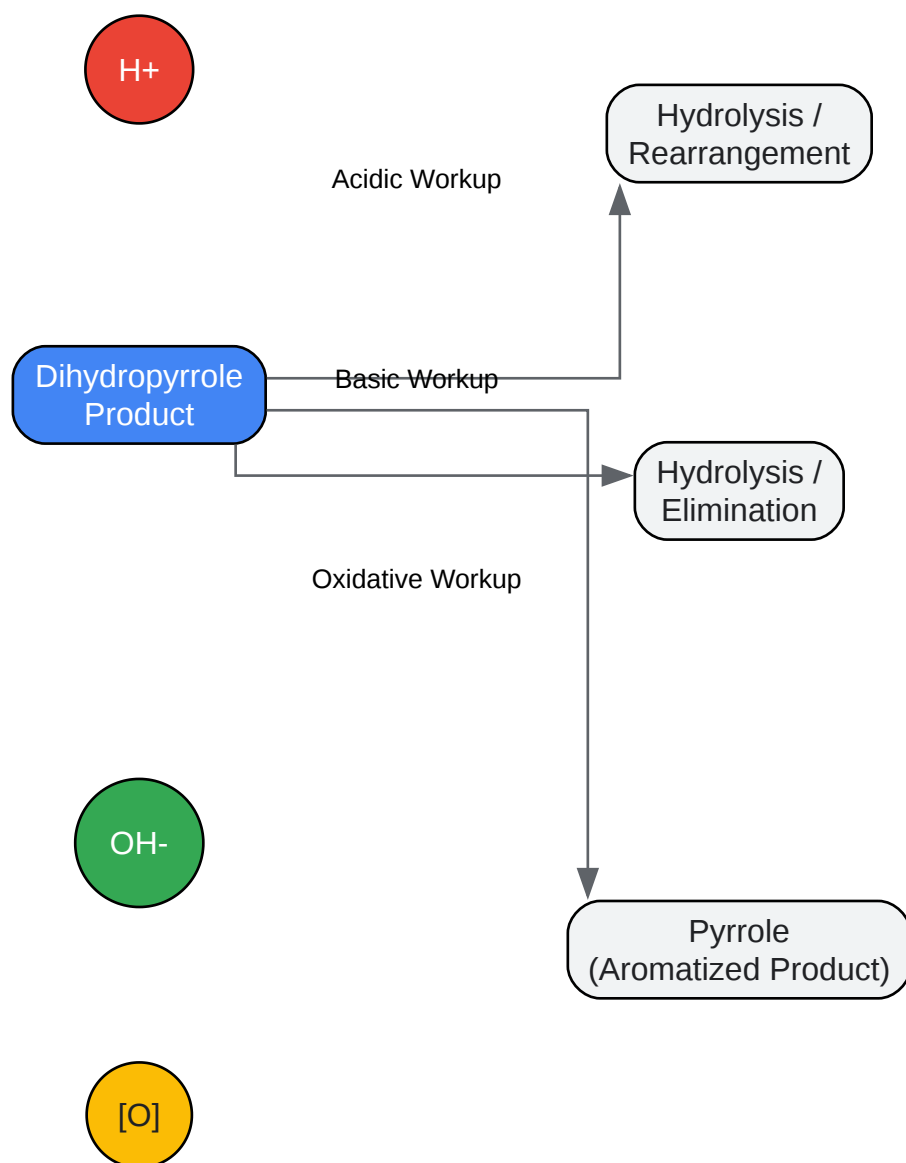 H+
Hydrolysis /
Rearrangement
Acidic Workup
Dihydropyrrole
Product
Basic Workup
Hydrolysis /
Elimination
Oxidative Workup
OH-
Pyrrole
(Aromatized Product)
[O]